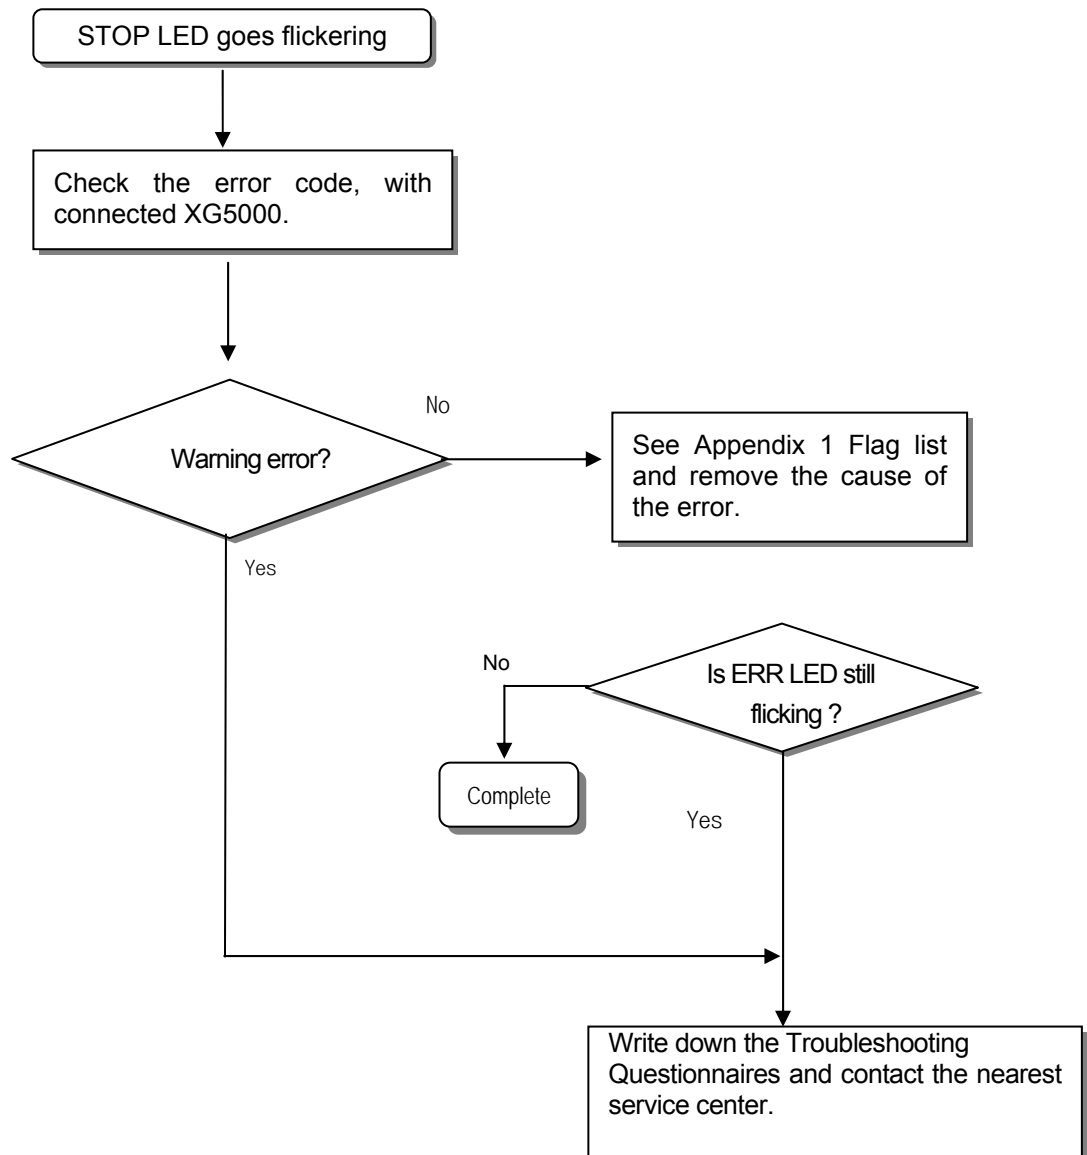 STOP LED goes flickering
Check the error code, with
connected XG5000.
No
Warning error?
See Appendix 1 Flag list
and remove the cause of
the error.
Yes
No
Is ERR LED still
flicking ?
Complete
Yes
Write down the Troubleshooting
Questionnaires and contact the nearest
service center.